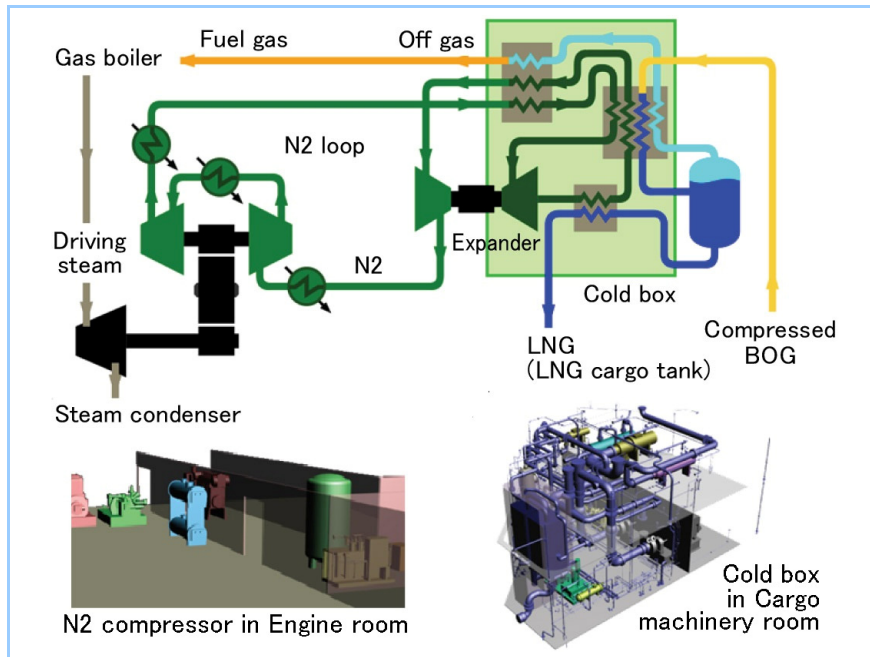 Fuel gas
Off gas
Gas boiler
N2 loop
Driving
steam
N2
Expander
Cold box
LNG
(LNG cargo tank)
Compressed
BOG
Steam condenser
N2 compressor in Engine room
Cold box
in Cargo
machinery room